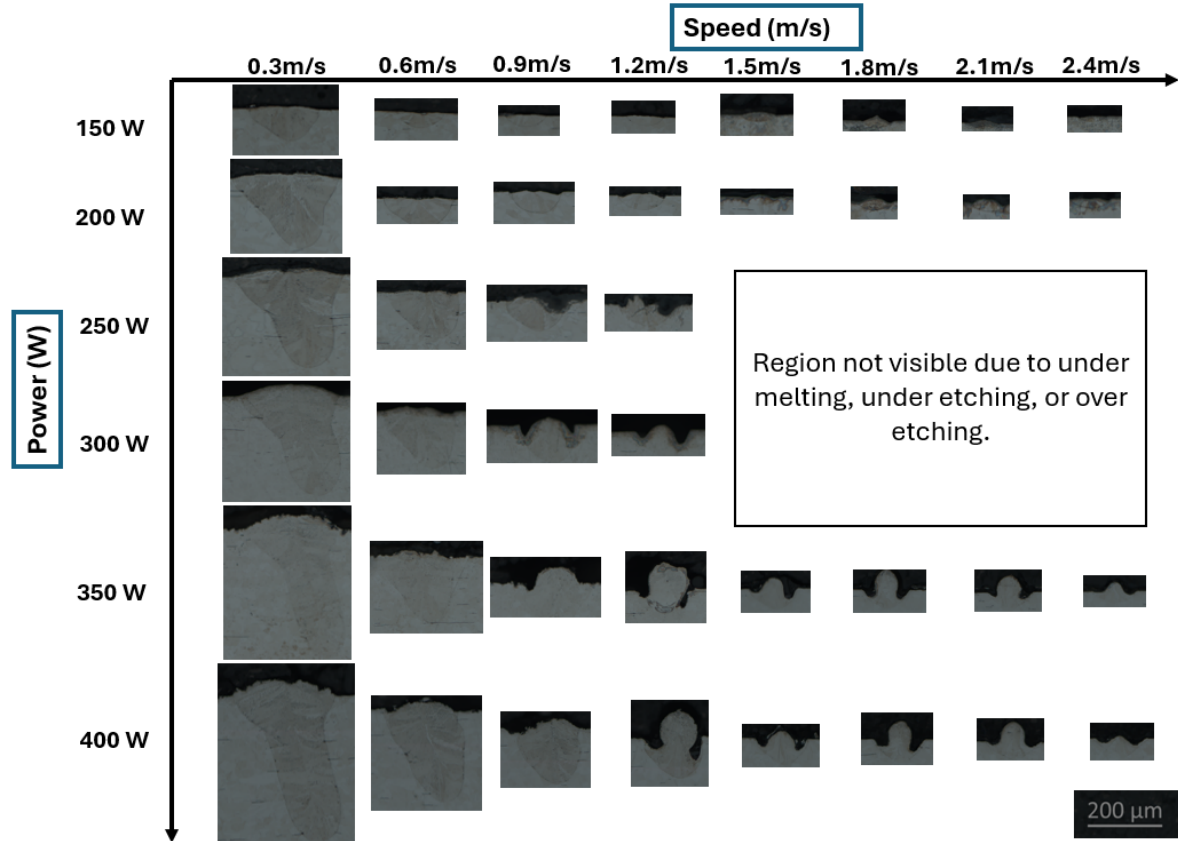 Speed (m/s)
0.3m/s 0.6m/s 0.9m/s 1.2m/s 1.5m/s 1.8m/s 2.1m/s 2.4m/s
150 W
200 W
250 W
Power (W)
300 W
350 W
400 W
Region not visible due to under
melting, under etching, or over
etching.
200 µm